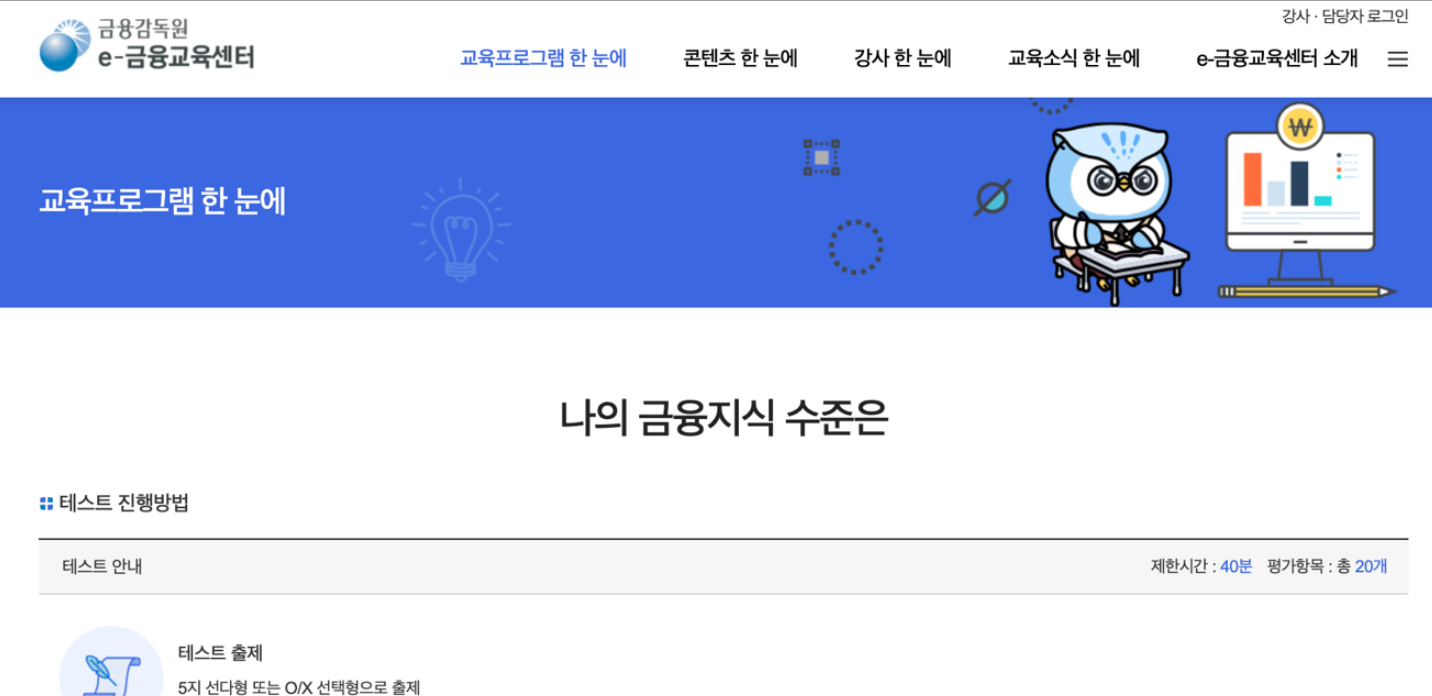 강사 · 담당자 로그인
금융감독원
e-금융교육센터
교육프로그램 한 눈에
콘텐츠 한 눈에
강사 한 눈에
교육소식 한 눈에
e-금융교육센터 소개
₩
교육프로그램 한 눈에
나의 금융지식 수준은
테스트 진행방법
테스트 안내
제한시간 : 40분 평가항목 : 총 20개
테스트 출제
5지 선다형 또는 O/X 선택형으로 출제